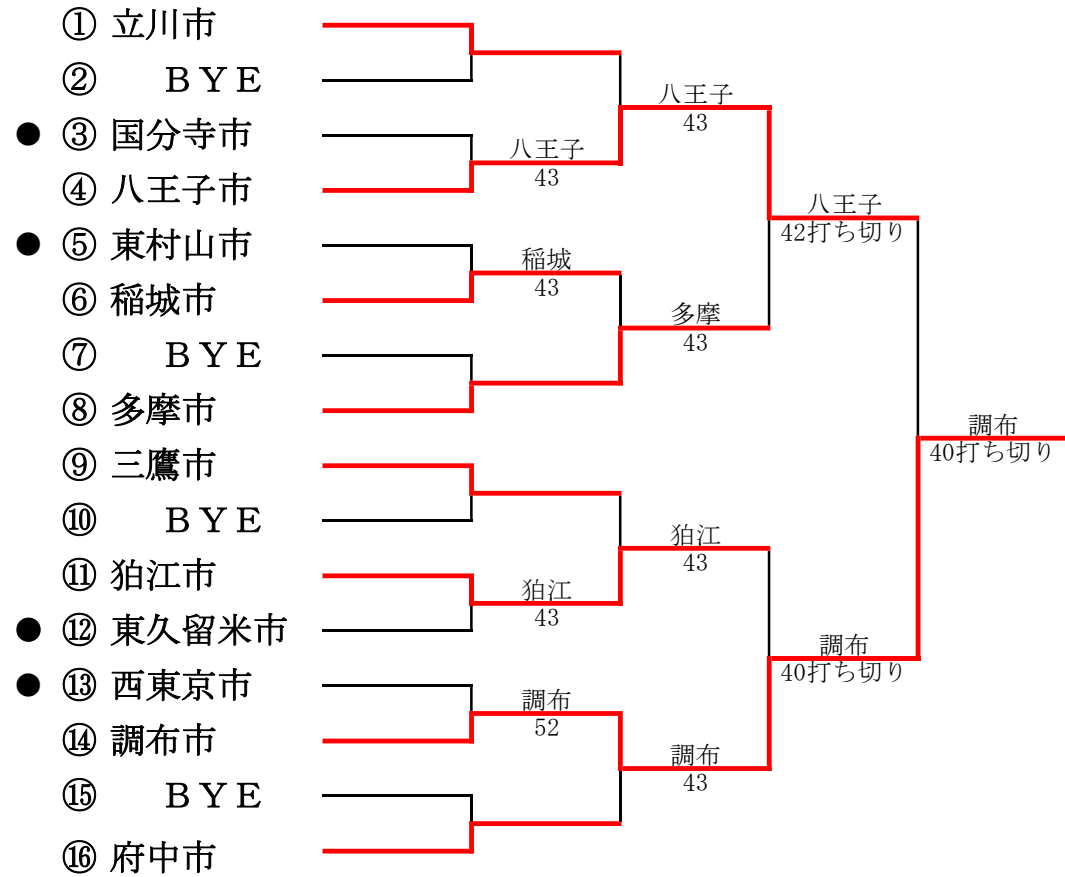 ① 立川市
② ＢＹＥ
● ③ 国分寺市
④ 八王子市
● ⑤ 東村山市
⑥ 稲城市
⑦ ＢＹＥ
⑧ 多摩市
⑨ 三鷹市
⑩ ＢＹＥ
⑪ 狛江市
● ⑫ 東久留米市
● ⑬ 西東京市
⑭ 調布市
⑮ ＢＹＥ
⑯ 府中市
八王子
43
稲城
43
狛江
43
調布
52
八王子
43
多摩
43
狛江
43
調布
43
八王子
42打ち切り
調布
40打ち切り
調布
40打ち切り